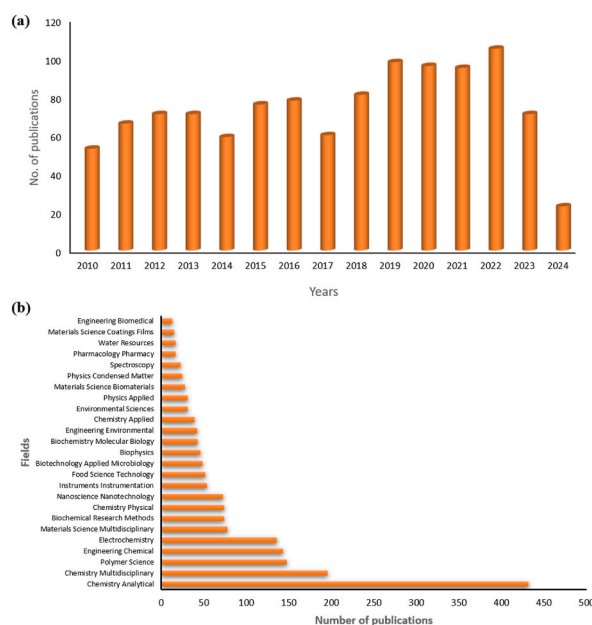 (a)
120
100
80
60
40
20
0
No. of publications
2010 2011 2012 2013 2014 2015 2016 2017 2018 2019 2020 2021 2022 2023 2024
Years
(b)
Fields
Engineering Biomedical
Materials Science Coatings Films
Water Resources
Pharmacology Pharmacy
Spectroscopy
Physics Condensed Matter
Materials Science Biomaterials
Physics Applied
Environmental Sciences
Chemistry Applied
Engineering Environmental
Biochemistry Molecular Biology
Biophysics
Biotechnology Applied Microbiology
Food Science Technology
Instruments Instrumentation
Nanoscience Nanotechnology
Chemistry Physical
Biochemical Research Methods
Materials Science Multidisciplinary
Electrochemistry
Engineering Chemical
Polymer Science
Chemistry Multidisciplinary
Chemistry Analytical
0 50 100 150 200 250 300 350 400 450 500
Number of publications